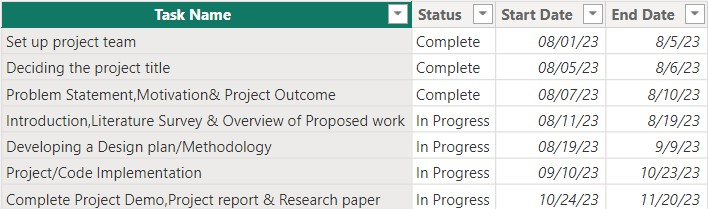 Task Name Status Start Date End Date
Set up project team Complete 08/01/23 8/5/23
Deciding the project title Complete 08/05/23 8/6/23
Problem Statement,Motivation& Project Outcome Complete 08/07/23 8/10/23
Introduction,Literature Survey & Overview of Proposed work In Progress 08/11/23 8/19/23
Developing a Design plan/Methodology In Progress 08/19/23 9/9/23
Project/Code Implementation In Progress 09/10/23 10/23/23
Complete Project Demo,Project report & Research paper In Progress 10/24/23 11/20/23